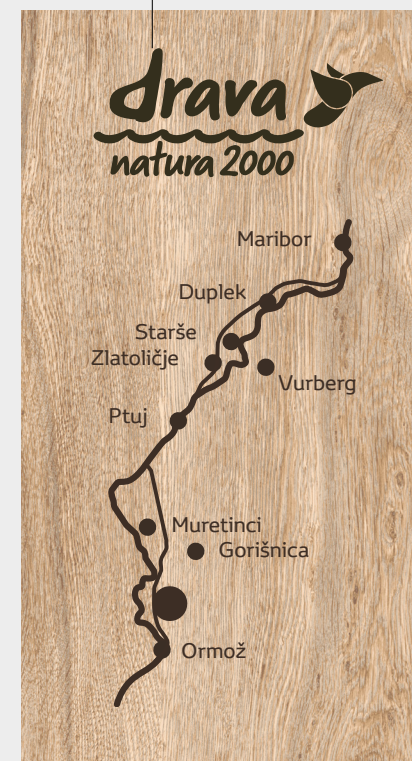 drava
natura 2000
Maribor
Duplek
Starše
Zlatoličje
Vurberg
Ptuj
Muretinci
Gorišnica
Ormož